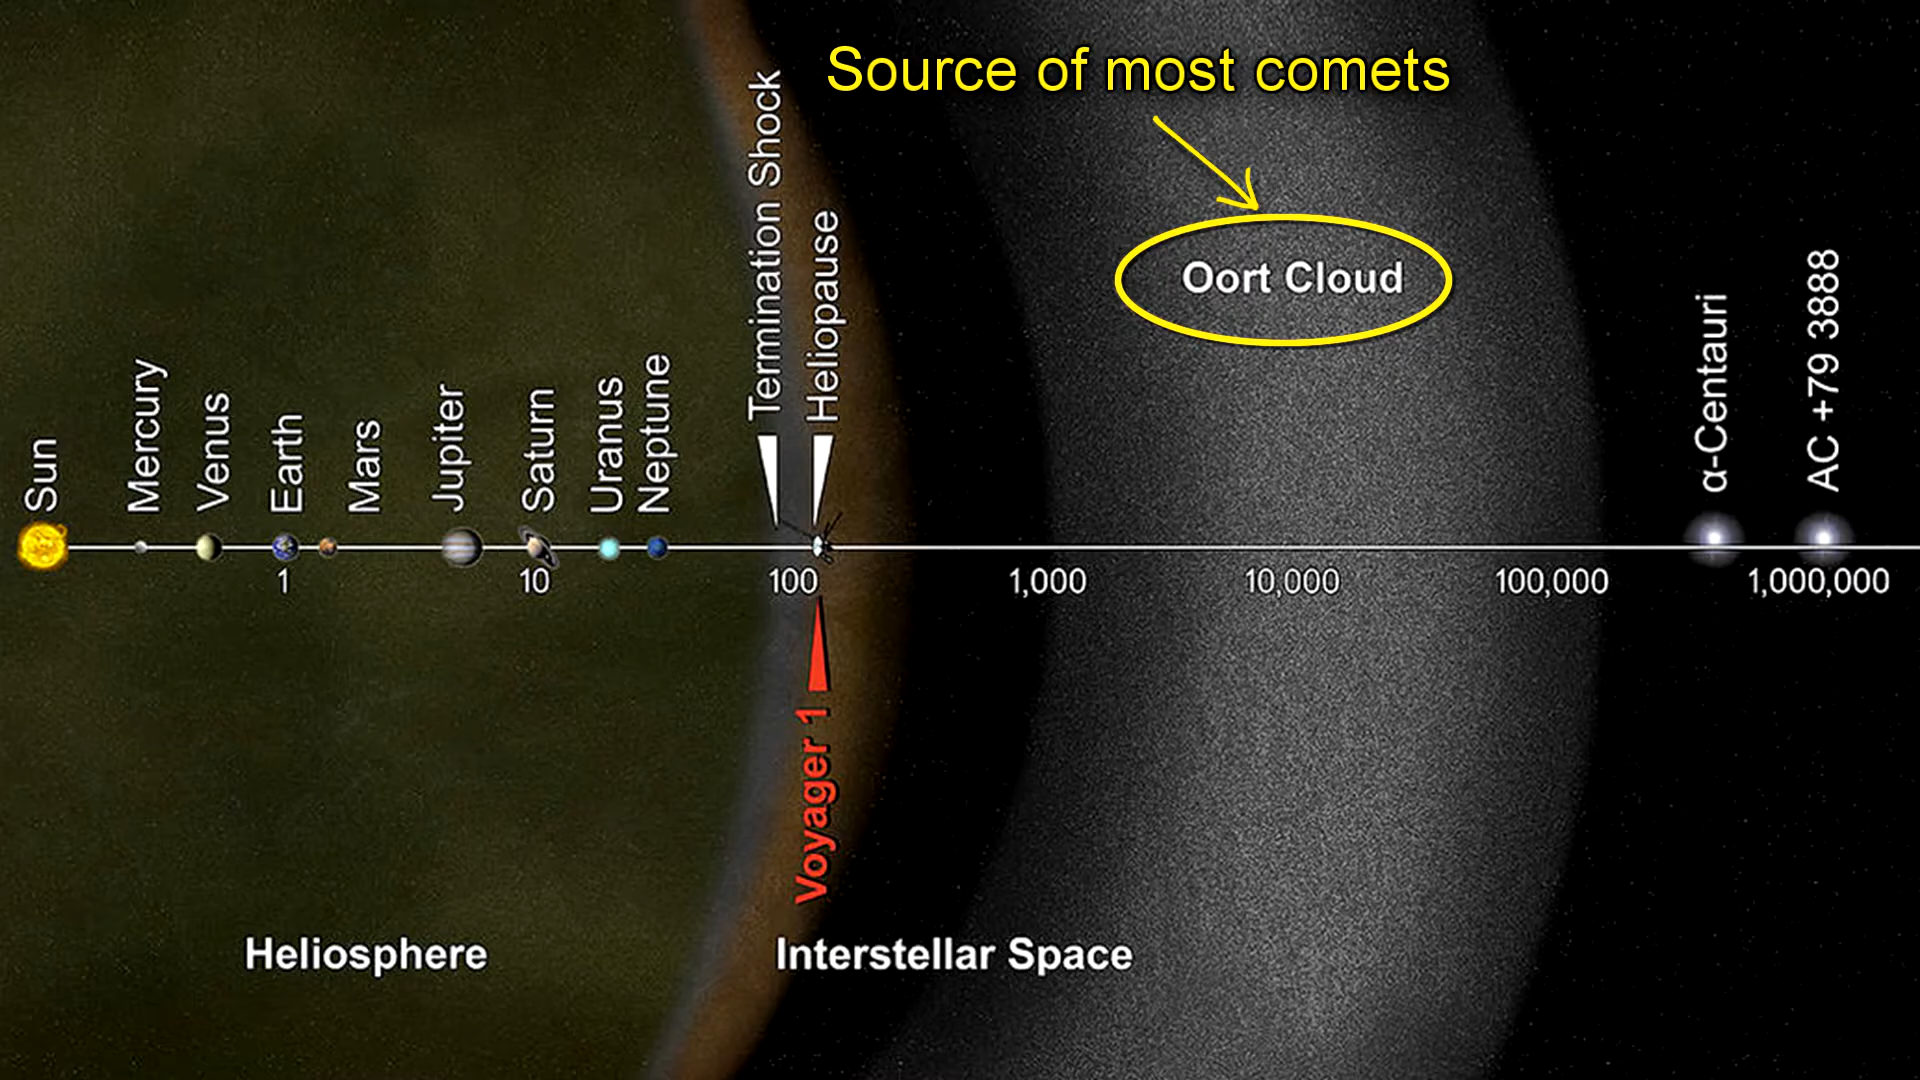 Source of most comets
Oort Cloud
Sun
Mercury
Venus
Earth
Mars
Jupiter
Saturn
Uranus
Neptune
Termination Shock
Heliopause
α-Centauri
AC +79 3888
1
10
100
1,000
10,000
100,000
1,000,000
Voyager 1
Heliosphere
Interstellar Space